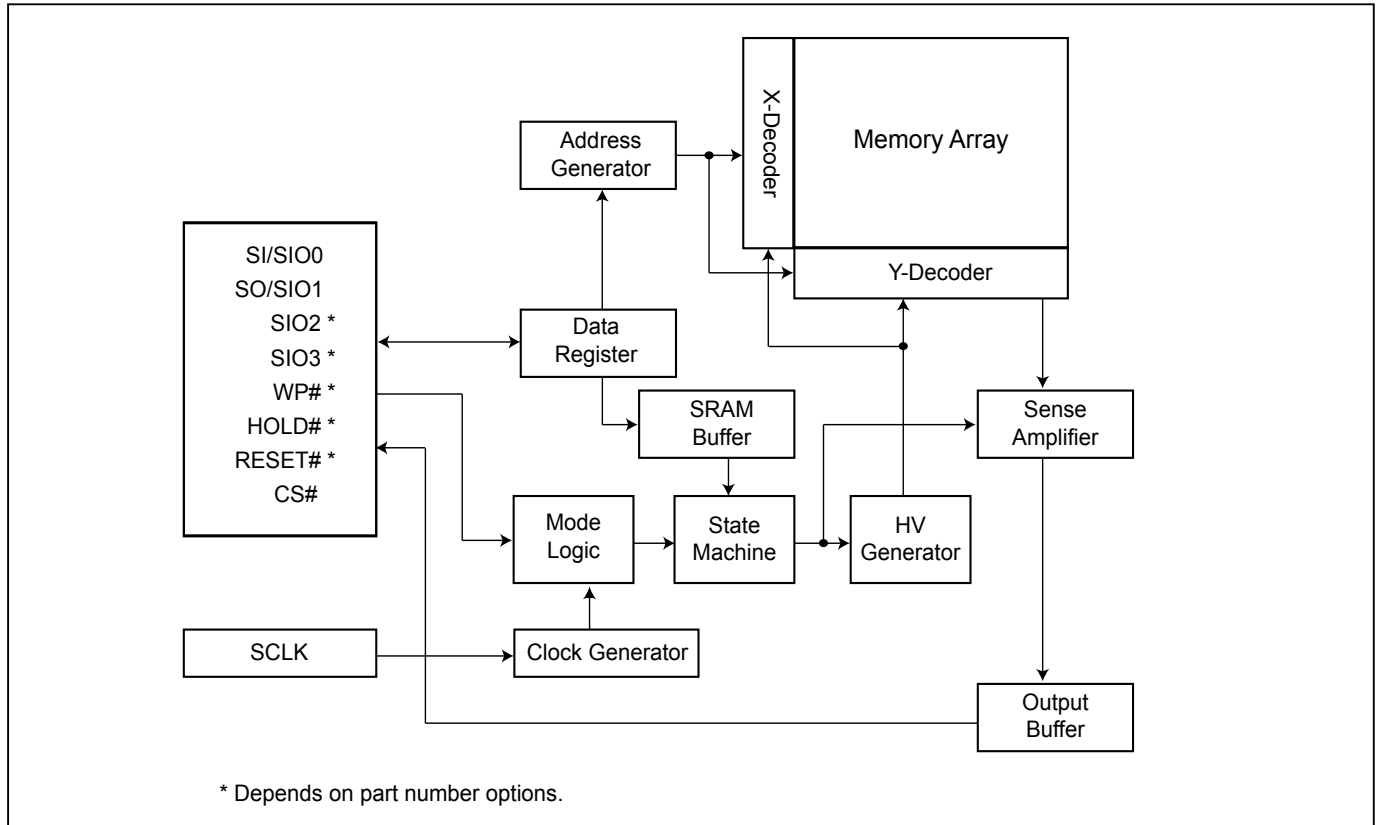 X-Decoder
Memory Array
Address
Generator
Y-Decoder
SI/SIO0
SO/SIO1
SIO2 *
SIO3 *
WP# *
HOLD# *
RESET# *
CS#
Data
Register
SRAM
Buffer
Sense
Amplifier
Mode
Logic
State
Machine
HV
Generator
SCLK
Clock Generator
Output
Buffer
* Depends on part number options.